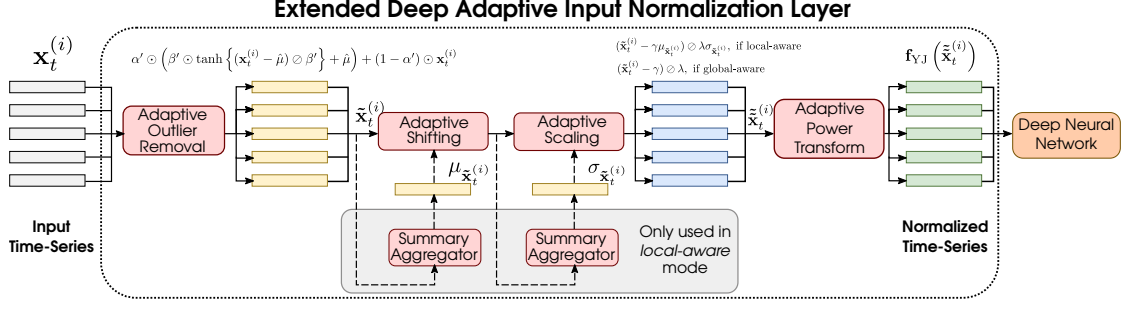 Extended Deep Adaptive Input Normalization Layer
𝐱_t^{(i)}
Input
Time-Series
α′ ⊙ (β′ ⊙ tanh {(𝐱_t^{(i)} − μ̂) ⊘ β′} + μ̂) + (1 − α′) ⊙ 𝐱_t^{(i)}
Adaptive
Outlier
Removal
𝐱̃_t^{(i)}
Adaptive
Shifting
μ_{𝐱̃_t^{(i)}}
Summary
Aggregator
Adaptive
Scaling
σ_{𝐱̃_t^{(i)}}
Summary
Aggregator
Only used in
local-aware
mode
(𝐱̃_t^{(i)} − γμ_{𝐱̃_t^{(i)}}) ⊘ λσ_{𝐱̃_t^{(i)}}, if local-aware
(𝐱̃_t^{(i)} − γ) ⊘ λ, if global-aware
𝐱̃̃_t^{(i)}
Adaptive
Power
Transform
𝐟_{YJ} (𝐱̃̃_t^{(i)})
Normalized
Time-Series
Deep Neural
Network